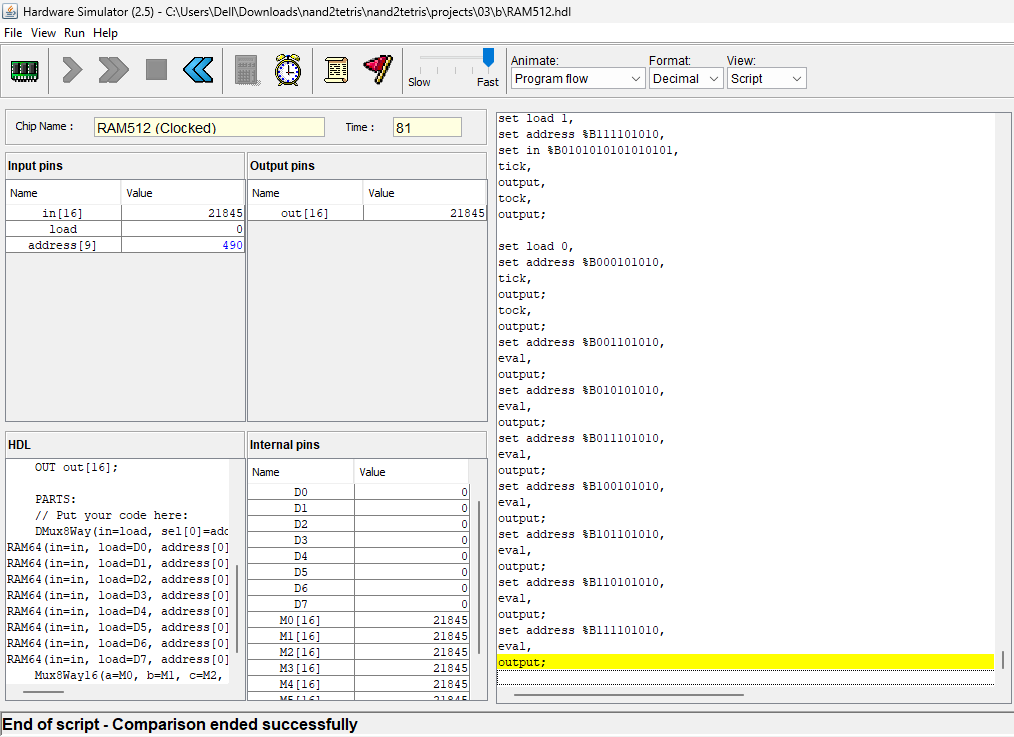 Hardware Simulator (2.5) - C:\Users\Dell\Downloads\nand2tetris\nand2tetris\projects\03\b\RAM512.hdl
File View Run Help
Slow Fast
Animate: Format: View:
Program flow Decimal Script
Chip Name : RAM512 (Clocked) Time : 81
Input pins
Name Value
in[16] 21845
load 0
address[9] 490
Output pins
Name Value
out[16] 21845
HDL
OUT out[16];
PARTS:
// Put your code here:
DMux8Way(in=load, sel[0]=add
RAM64(in=in, load=D0, address[0]
RAM64(in=in, load=D1, address[0]
RAM64(in=in, load=D2, address[0]
RAM64(in=in, load=D3, address[0]
RAM64(in=in, load=D4, address[0]
RAM64(in=in, load=D5, address[0]
RAM64(in=in, load=D6, address[0]
RAM64(in=in, load=D7, address[0]
Mux8Way16(a=M0, b=M1, c=M2,
Internal pins
Name Value
D0 0
D1 0
D2 0
D3 0
D4 0
D5 0
D6 0
D7 0
M0[16] 21845
M1[16] 21845
M2[16] 21845
M3[16] 21845
M4[16] 21845
M5[16] 21845
set load 1,
set address %B111101010,
set in %B0101010101010101,
tick,
output,
tock,
output;
set load 0,
set address %B000101010,
tick,
output;
tock,
output;
set address %B001101010,
eval,
output;
set address %B010101010,
eval,
output;
set address %B011101010,
eval,
output;
set address %B100101010,
eval,
output;
set address %B101101010,
eval,
output;
set address %B110101010,
eval,
output;
set address %B111101010,
eval,
output;
End of script - Comparison ended successfully